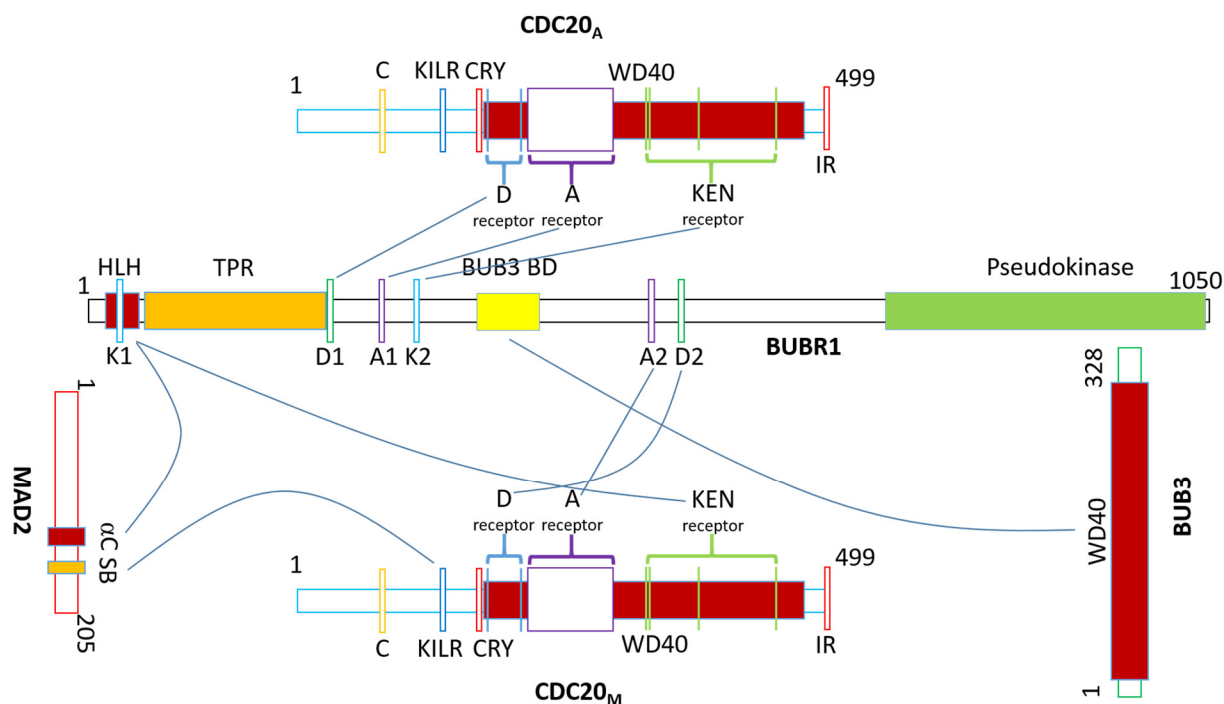 CDC20A
1 C KILR CRY WD40 499
IR
D A KEN
receptor receptor receptor
HLH TPR BUB3 BD Pseudokinase
1 1050
K1 D1 A1 K2 A2 D2 BUBR1
1
MAD2
αC SB
205
328
WD40
BUB3
1
D A KEN
receptor receptor receptor
1 499
C KILR CRY WD40 IR
CDC20M